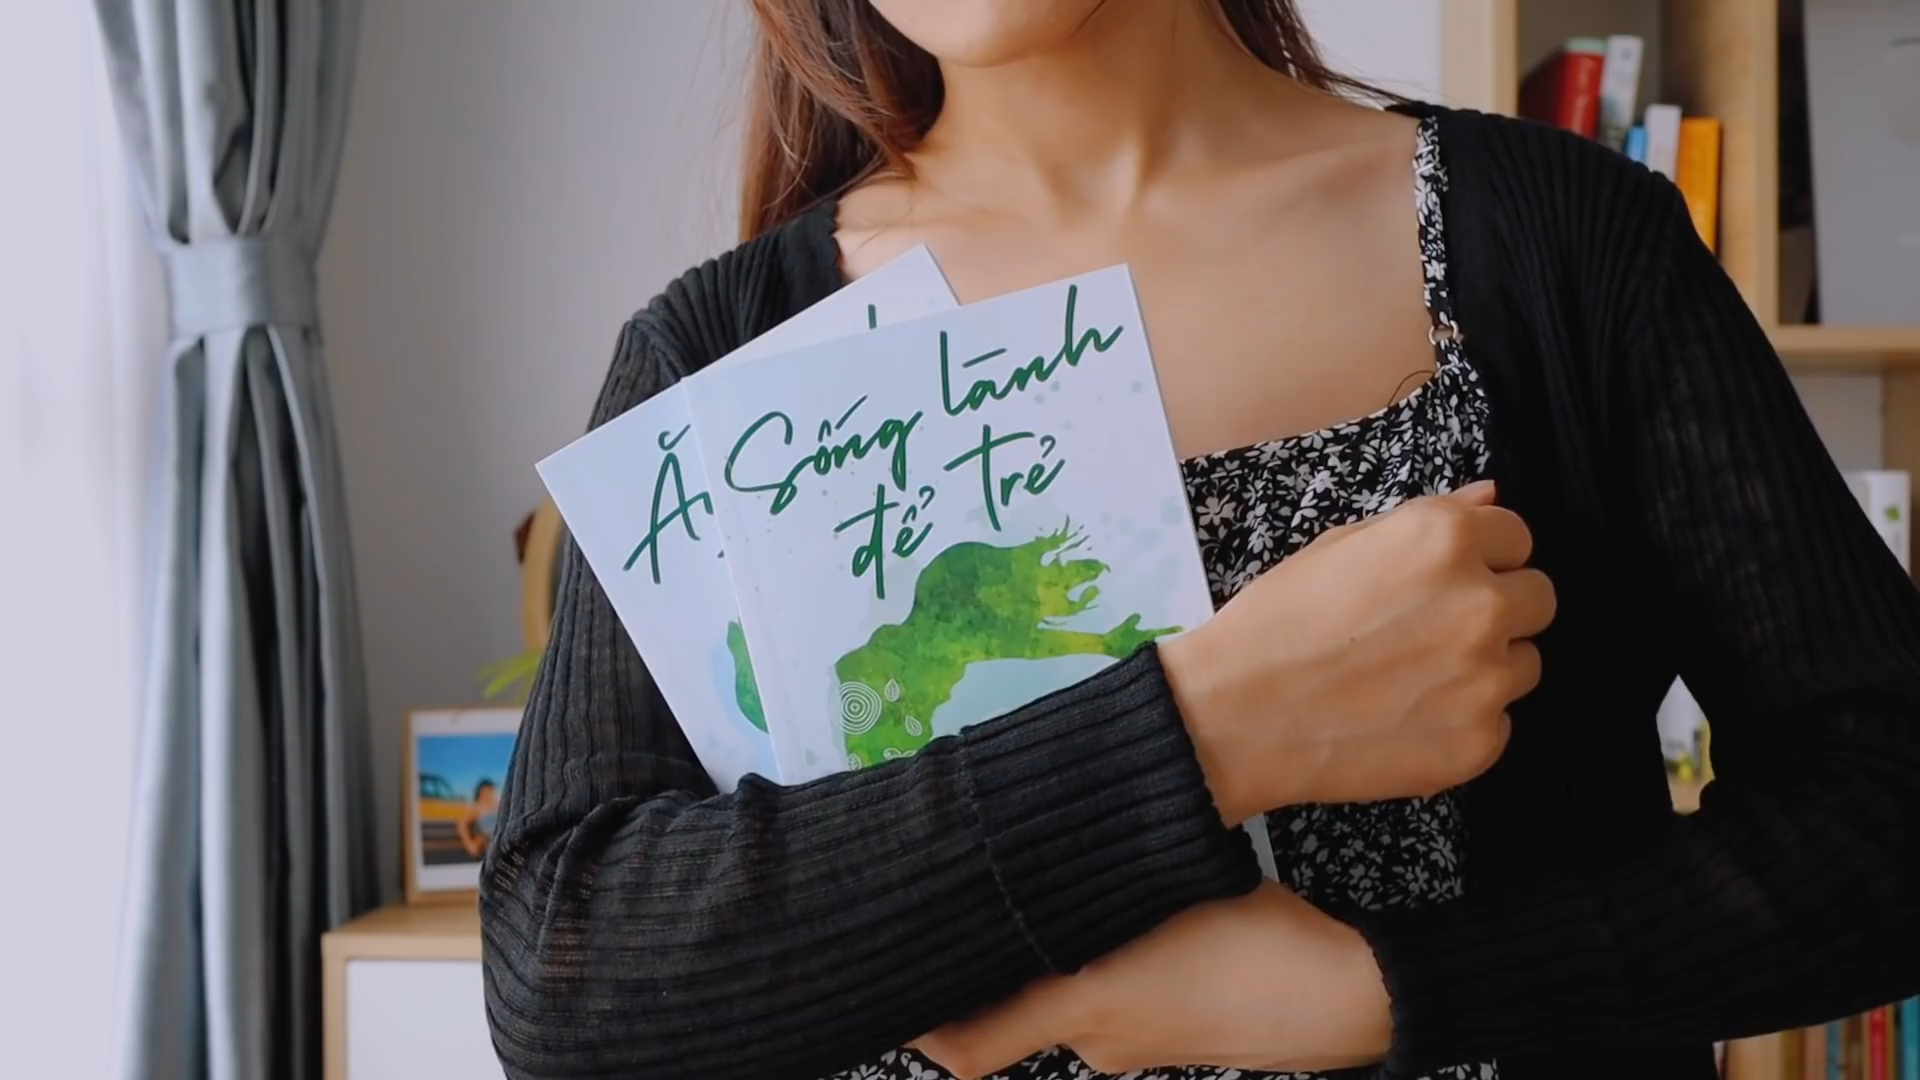 Sống lành
để trẻ